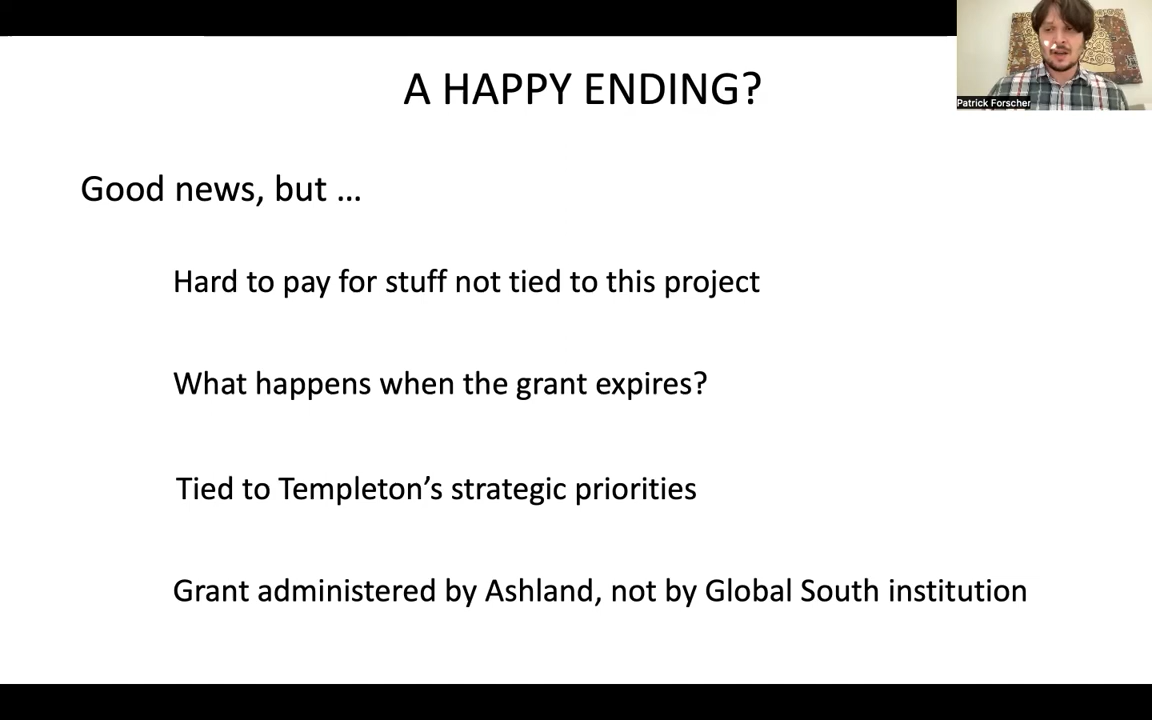 A HAPPY ENDING?
Patrick Forscher
Good news, but ...
Hard to pay for stuff not tied to this project
What happens when the grant expires?
Tied to Templeton’s strategic priorities
Grant administered by Ashland, not by Global South institution